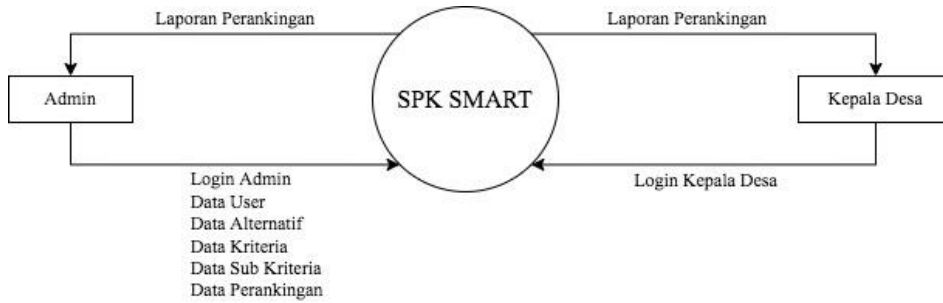 Laporan Perankingan
Laporan Perankingan
Admin
SPK SMART
Kepala Desa
Login Admin
Data User
Data Alternatif
Data Kriteria
Data Sub Kriteria
Data Perankingan
Login Kepala Desa